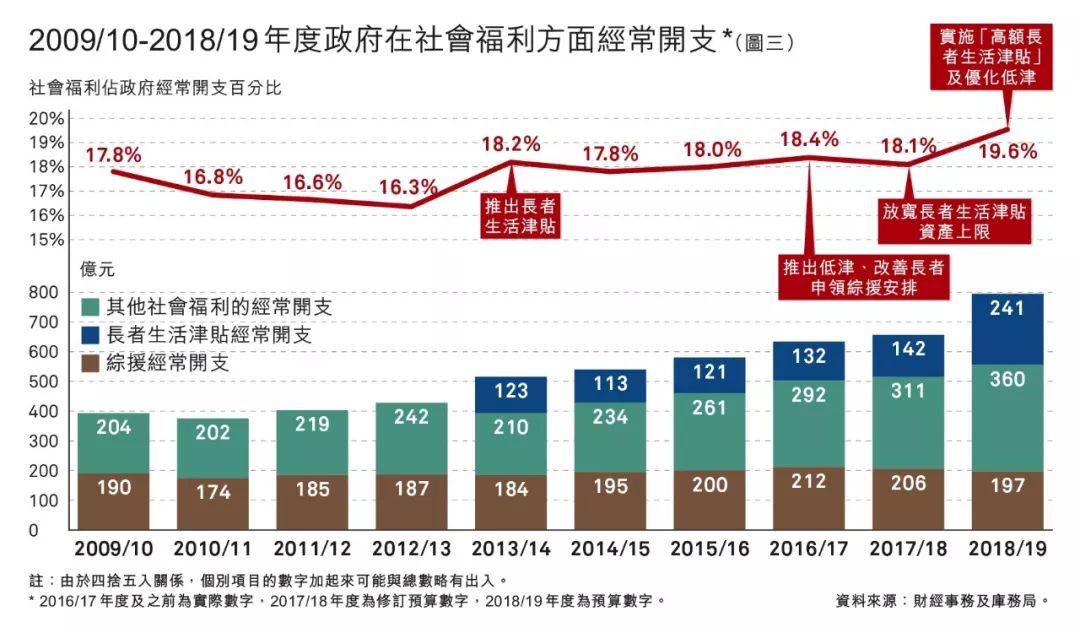 2009/10-2018/19年度政府在社會福利方面經常開支*(圖三)
社會福利佔政府經常開支百分比
實施「高額長
者生活津貼」
及優化低津
20%
19%
18%
17%
16%
15%
17.8%
16.8%
16.6%
16.3%
18.2%
17.8%
18.0%
18.4%
18.1%
19.6%
推出長者
生活津貼
放寬長者生活津貼
資產上限
推出低津、改善長者
申領綜援安排
億元
其他社會福利的經常開支
長者生活津貼經常開支
綜援經常開支
800
700
600
500
400
300
200
100
0
204
190
202
174
219
185
242
187
123
210
184
113
234
195
121
261
200
132
292
212
142
311
206
241
360
197
2009/10 2010/11 2011/12 2012/13 2013/14 2014/15 2015/16 2016/17 2017/18 2018/19
註：由於四捨五入關係，個別項目的數字加起來可能與總數略有出入。
* 2016/17年度及之前為實際數字，2017/18年度為修訂預算數字，2018/19年度為預算數字。
資料來源：財經事務及庫務局。